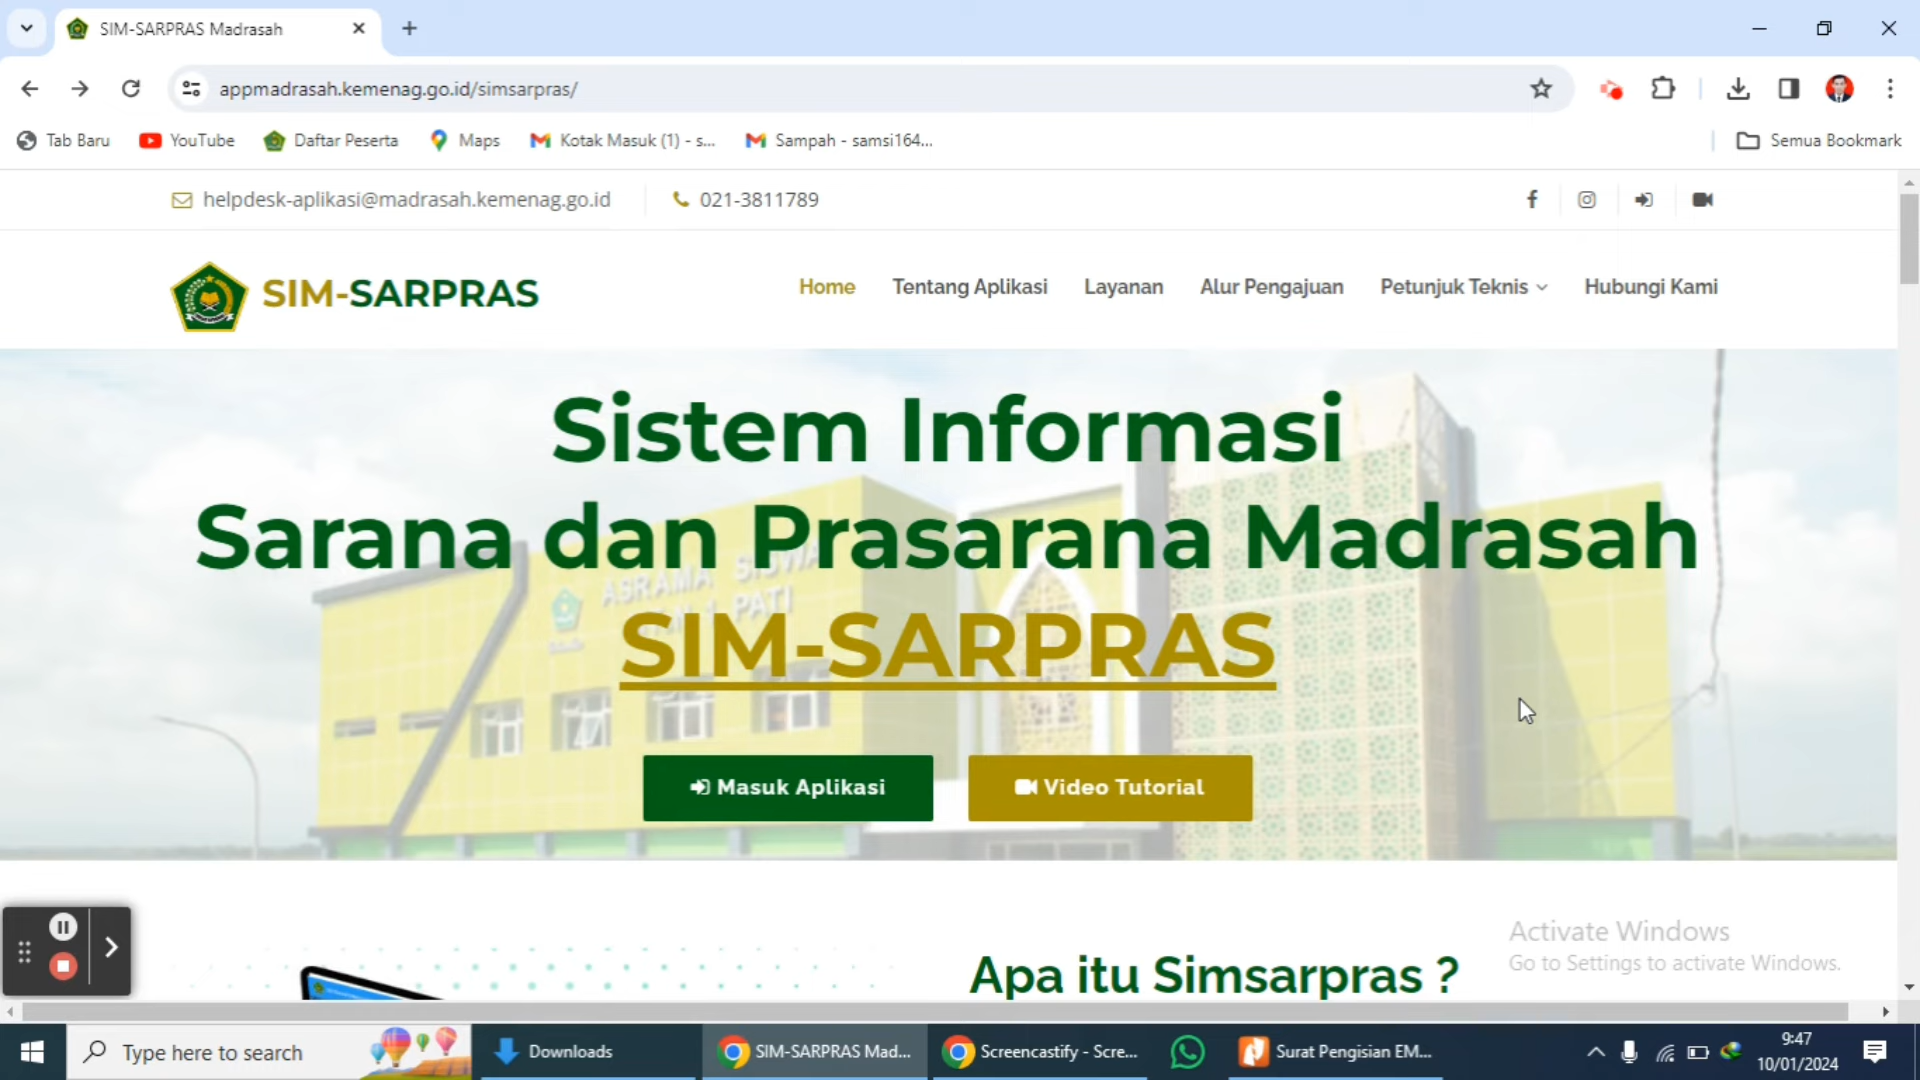 SIM-SARPRAS Madrasah
appmadrasah.kemenag.go.id/simsarpras/
Tab Baru
YouTube
Daftar Peserta
Maps
Kotak Masuk (1) - s...
Sampah - samsi164...
Semua Bookmark
helpdesk-aplikasi@madrasah.kemenag.go.id
021-3811789
SIM-SARPRAS
Home
Tentang Aplikasi
Layanan
Alur Pengajuan
Petunjuk Teknis
Hubungi Kami
Sistem Informasi
Sarana dan Prasarana Madrasah
ASRAMA SISWA
PATI
SIM-SARPRAS
Masuk Aplikasi
Video Tutorial
Apa itu Simsarpras ?
Activate Windows
Go to Settings to activate Windows.
Type here to search
Downloads
SIM-SARPRAS Mad...
Screencastify - Scre...
Surat Pengisian EM...
9:47
10/01/2024